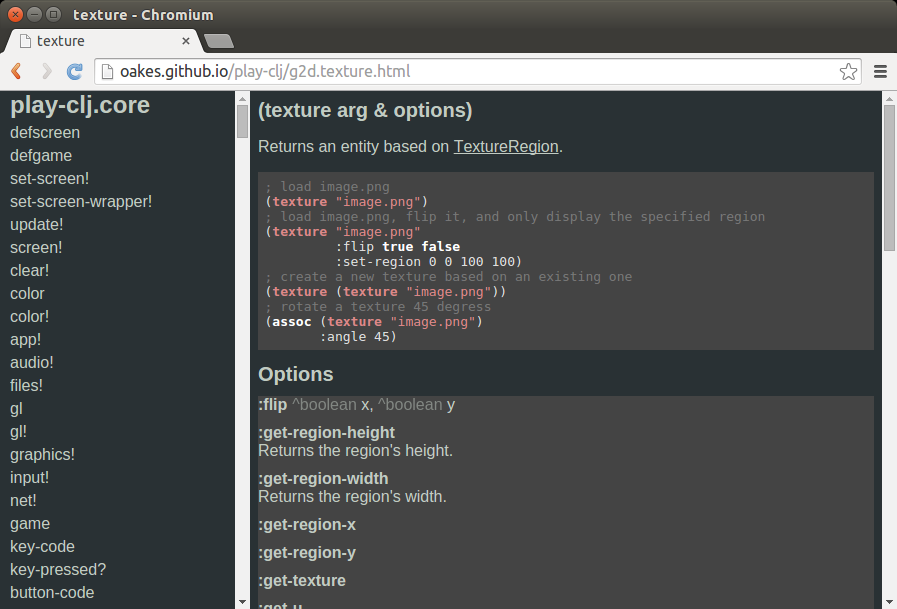 texture - Chromium
texture
oakes.github.io/play-clj/g2d.texture.html
play-clj.core
defscreen
defgame
set-screen!
set-screen-wrapper!
update!
screen!
clear!
color
color!
app!
audio!
files!
gl
gl!
graphics!
input!
net!
game
key-code
key-pressed?
button-code
(texture arg & options)
Returns an entity based on TextureRegion.
; load image.png
(texture "image.png")
; load image.png, flip it, and only display the specified region
(texture "image.png"
         :flip true false
         :set-region 0 0 100 100)
; create a new texture based on an existing one
(texture (texture "image.png"))
; rotate a texture 45 degress
(assoc (texture "image.png")
       :angle 45)
Options
:flip ^boolean x, ^boolean y
:get-region-height
Returns the region's height.
:get-region-width
Returns the region's width.
:get-region-x
:get-region-y
:get-texture
:get-u